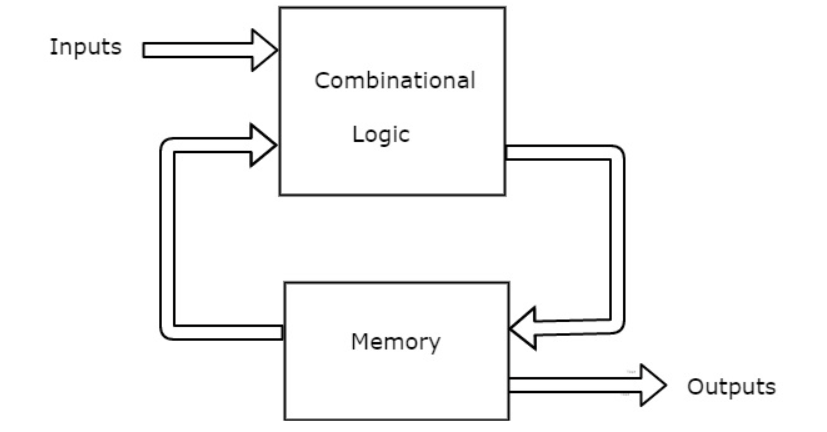 Inputs
Combinational
Logic
Memory
Outputs